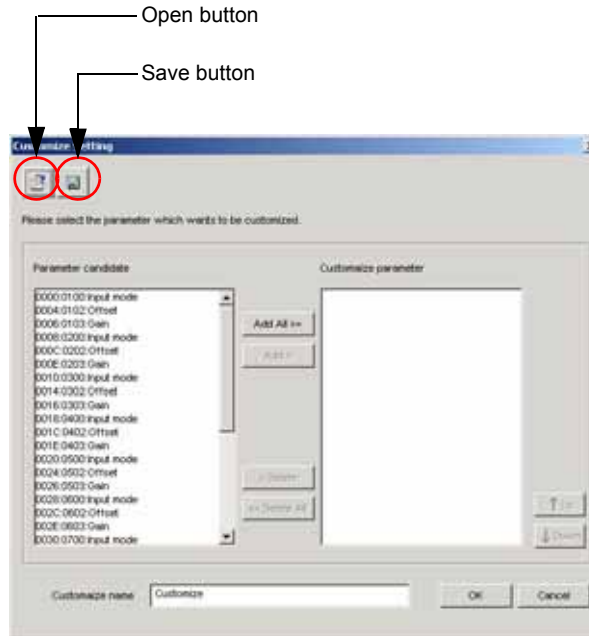 Open button
Save button
Customize Setting
Please select the parameter which wants to be customized.
Parameter candidate
Customaize parameter
0000:0100:Input mode
0004:0102:Offset
0006:0103:Gain
0008:0200:Input mode
000C:0202:Offset
000E:0203:Gain
0010:0300:Input mode
0014:0302:Offset
0016:0303:Gain
0018:0400:Input mode
001C:0402:Offset
001E:0403:Gain
0020:0500:Input mode
0024:0502:Offset
0026:0503:Gain
0028:0600:Input mode
002C:0602:Offset
002E:0603:Gain
0030:0700:Input mode
Add All >>
Add >
< Delete
<< Delete All
Up
Down
Customaize name
Customize
OK
Cancel